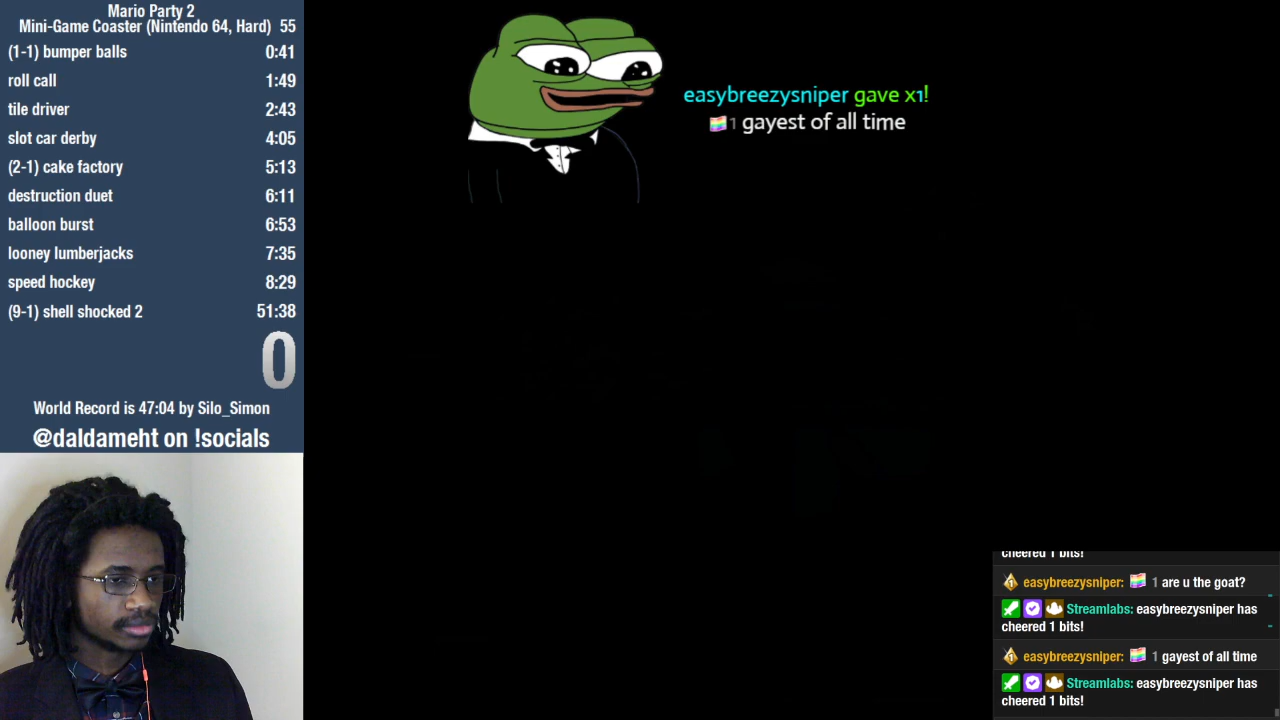 Mario Party 2
Mini-Game Coaster (Nintendo 64, Hard) 55
(1-1) bumper balls 0:41
roll call 1:49
tile driver 2:43
slot car derby 4:05
(2-1) cake factory 5:13
destruction duet 6:11
balloon burst 6:53
looney lumberjacks 7:35
speed hockey 8:29
(9-1) shell shocked 2 51:38
0
World Record is 47:04 by Silo_Simon
@daldameht on !socials
easybreezysniper gave x1!
1 gayest of all time
cheered 1 bits!
easybreezysniper: 1 are u the goat?
Streamlabs: easybreezysniper has
cheered 1 bits!
easybreezysniper: 1 gayest of all time
Streamlabs: easybreezysniper has
cheered 1 bits!